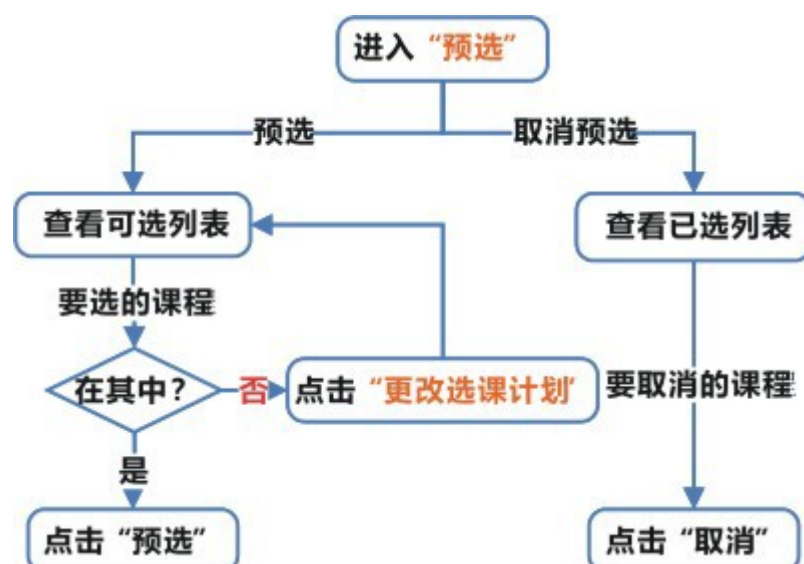 进入“预选”
预选
取消预选
查看可选列表
查看已选列表
要选的课程
在其中？
否
点击“更改选课计划”
要取消的课程
是
点击“预选”
点击“取消”